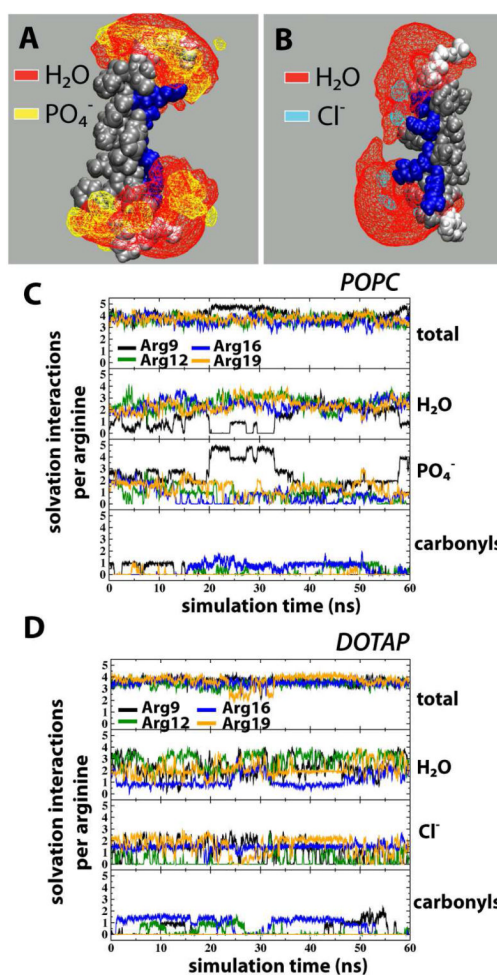 A
H₂O
PO₄⁻
B
H₂O
Cl⁻
C
POPC
solvation interactions
per arginine
5
4
3
2
1
0
Arg9 Arg16
Arg12 Arg19
total
5
4
3
2
1
0
H₂O
5
4
3
2
1
0
PO₄⁻
5
4
3
2
1
0
carbonyls
0 10 20 30 40 50 60
simulation time (ns)
D
DOTAP
solvation interactions
per arginine
5
4
3
2
1
0
Arg9 Arg16
Arg12 Arg19
total
5
4
3
2
1
0
H₂O
5
4
3
2
1
0
Cl⁻
5
4
3
2
1
0
carbonyls
0 10 20 30 40 50 60
simulation time (ns)